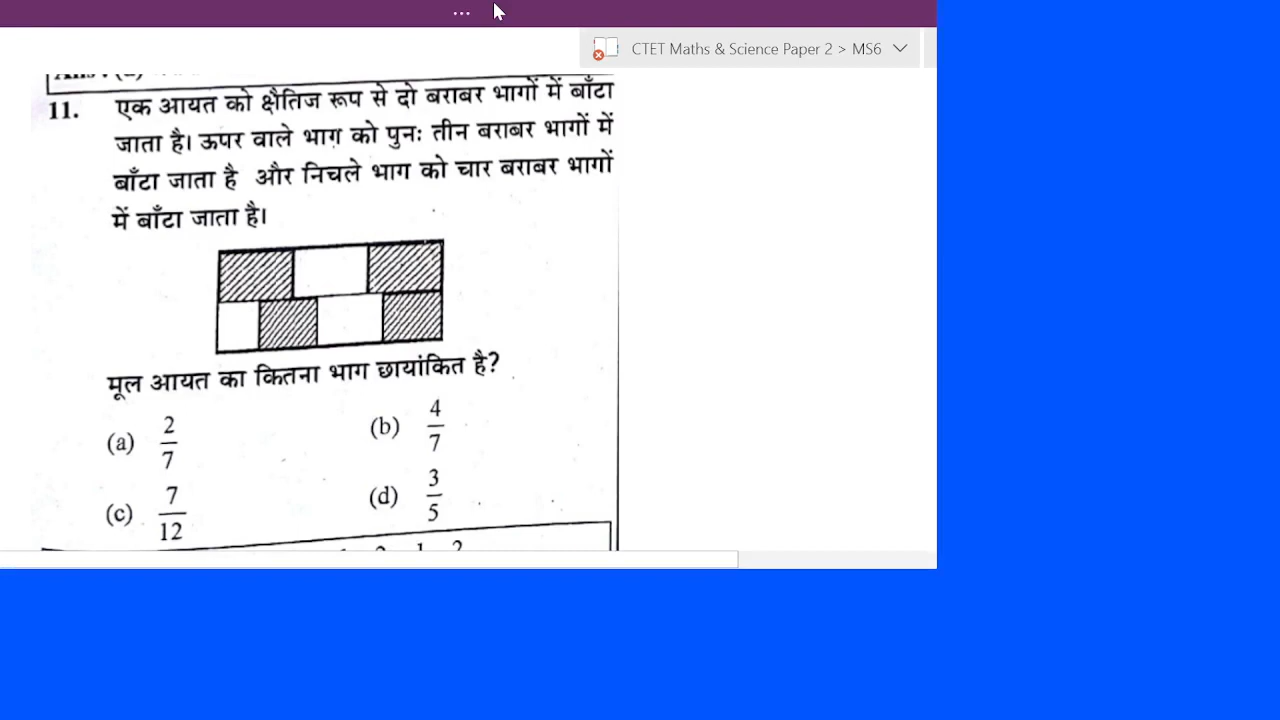 ...
CTET Maths & Science Paper 2 > MS6
11. एक आयत को क्षैतिज रूप से दो बराबर भागों में बाँटा
जाता है। ऊपर वाले भाग को पुनः तीन बराबर भागों में
बाँटा जाता है और निचले भाग को चार बराबर भागों
में बाँटा जाता है।
मूल आयत का कितना भाग छायांकित है?
(a) 2/7 (b) 4/7
(c) 7/12 (d) 3/5